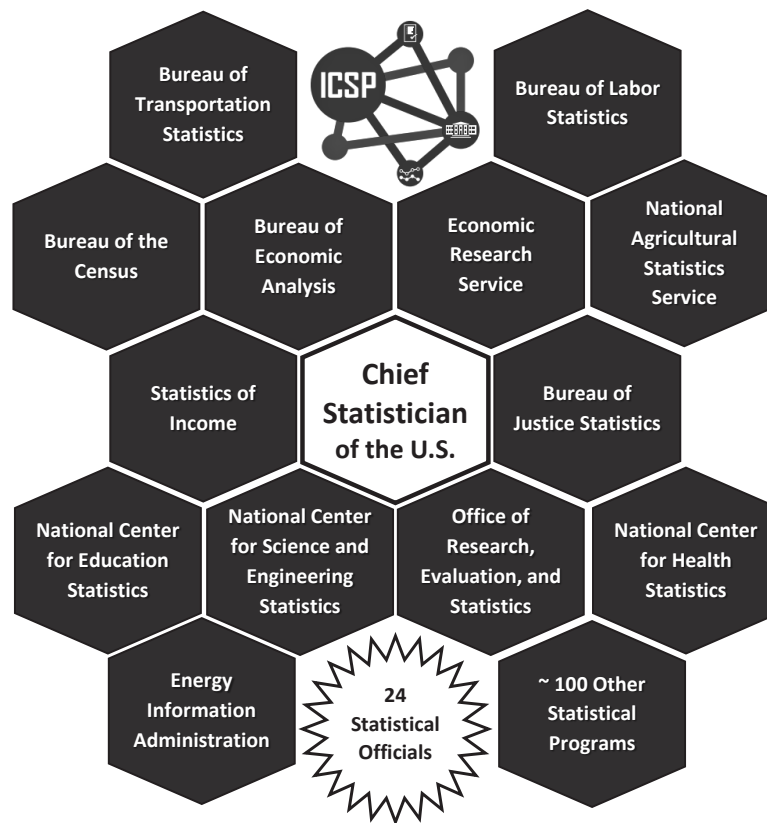 Bureau of
Transportation
Statistics
ICSP
Bureau of Labor
Statistics
Bureau of the
Census
Bureau of
Economic
Analysis
Economic
Research
Service
National
Agricultural
Statistics
Service
Statistics of
Income
Chief
Statistician
of the U.S.
Bureau of
Justice Statistics
National Center
for Education
Statistics
National Center
for Science and
Engineering
Statistics
Office of
Research,
Evaluation, and
Statistics
National Center
for Health
Statistics
Energy
Information
Administration
24
Statistical
Officials
~ 100 Other
Statistical
Programs